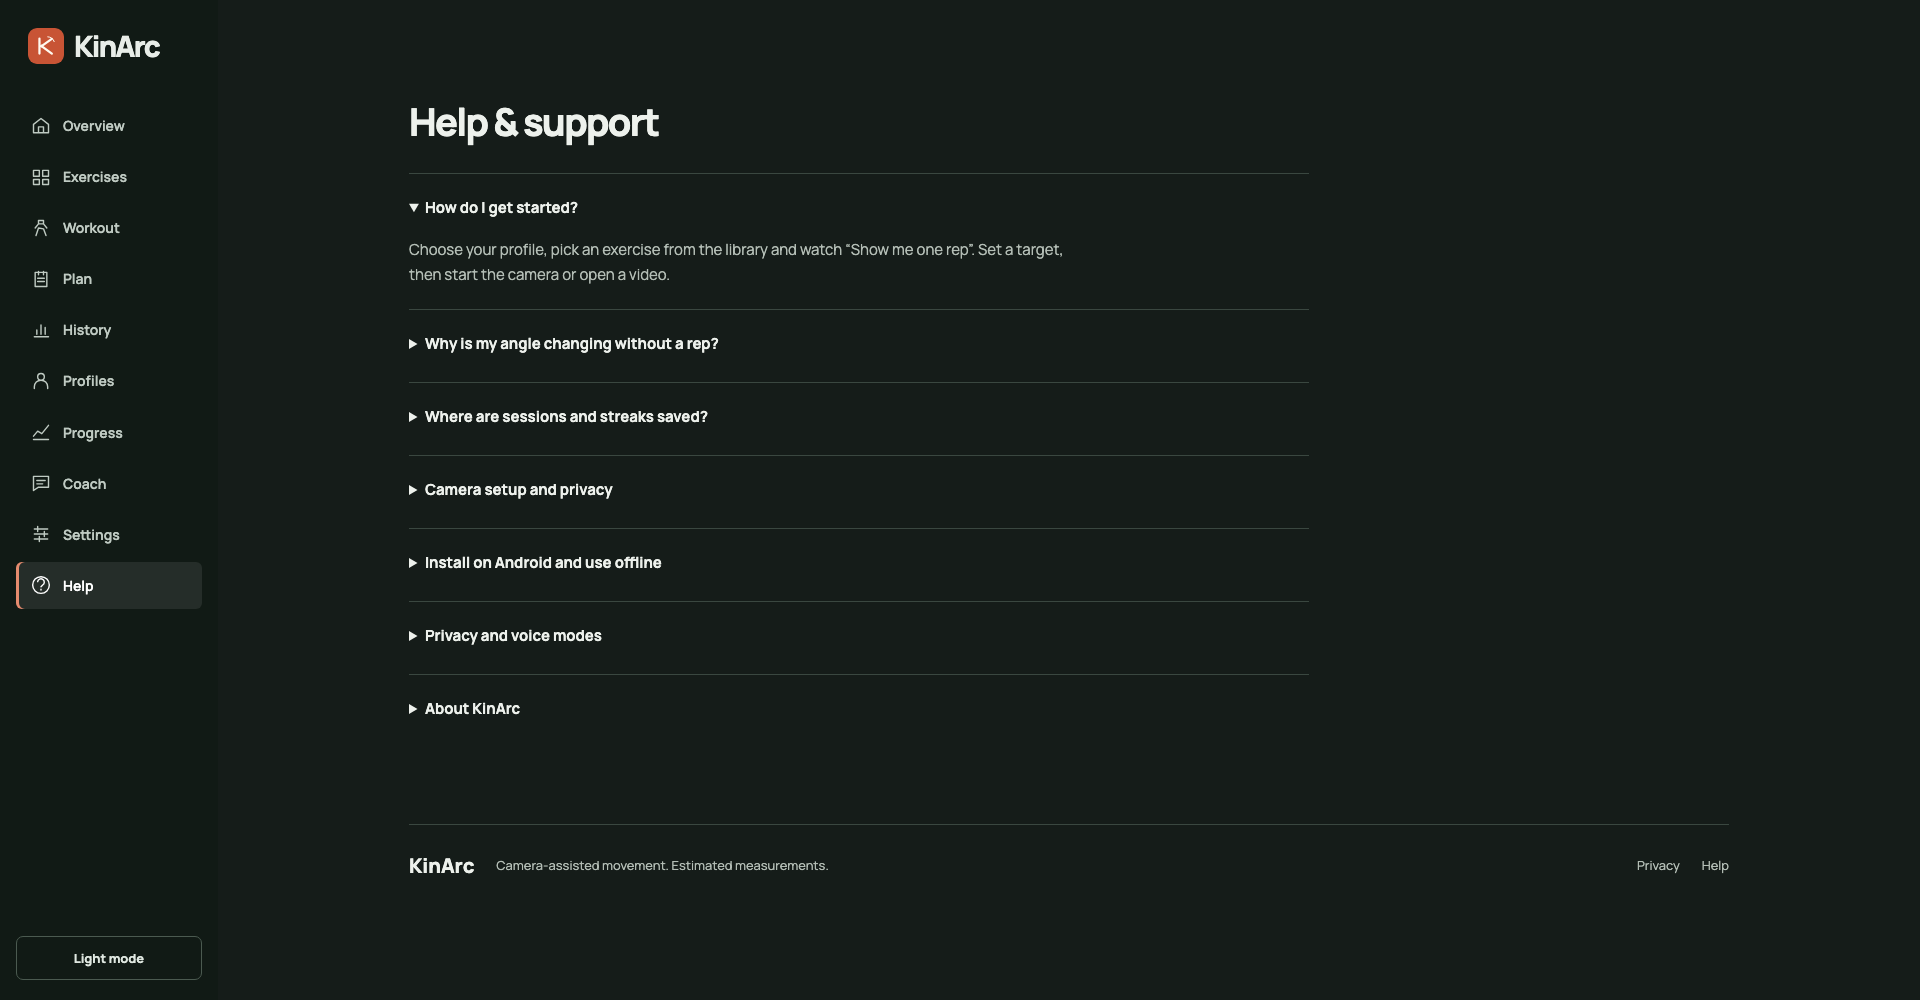 KinArc
Overview
Exercises
Workout
Plan
History
Profiles
Progress
Coach
Settings
Help
Light mode
Help & support
How do I get started?
Choose your profile, pick an exercise from the library and watch “Show me one rep”. Set a target,
then start the camera or open a video.
Why is my angle changing without a rep?
Where are sessions and streaks saved?
Camera setup and privacy
Install on Android and use offline
Privacy and voice modes
About KinArc
KinArc Camera-assisted movement. Estimated measurements. Privacy Help